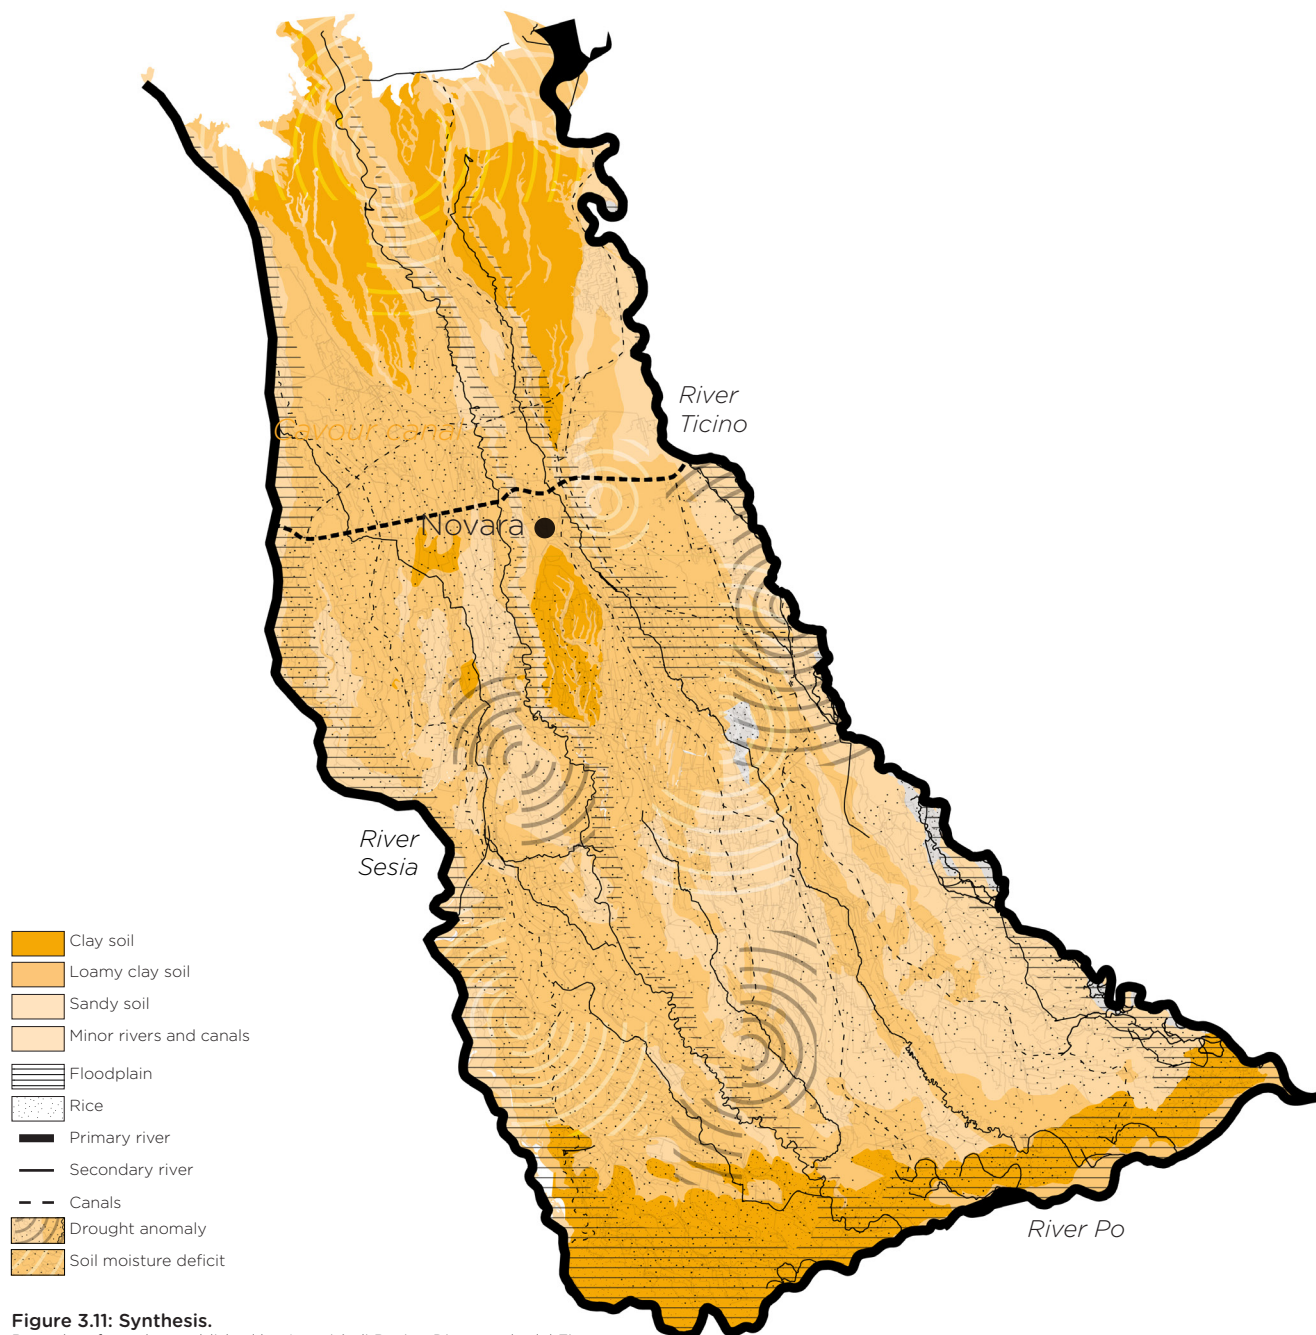 River
Ticino
Cavour canal
Novara
River
Sesia
Clay soil
Loamy clay soil
Sandy soil
Minor rivers and canals
Floodplain
Rice
Primary river
Secondary river
Canals
Drought anomaly
Soil moisture deficit
River Po
Figure 3.11: Synthesis.